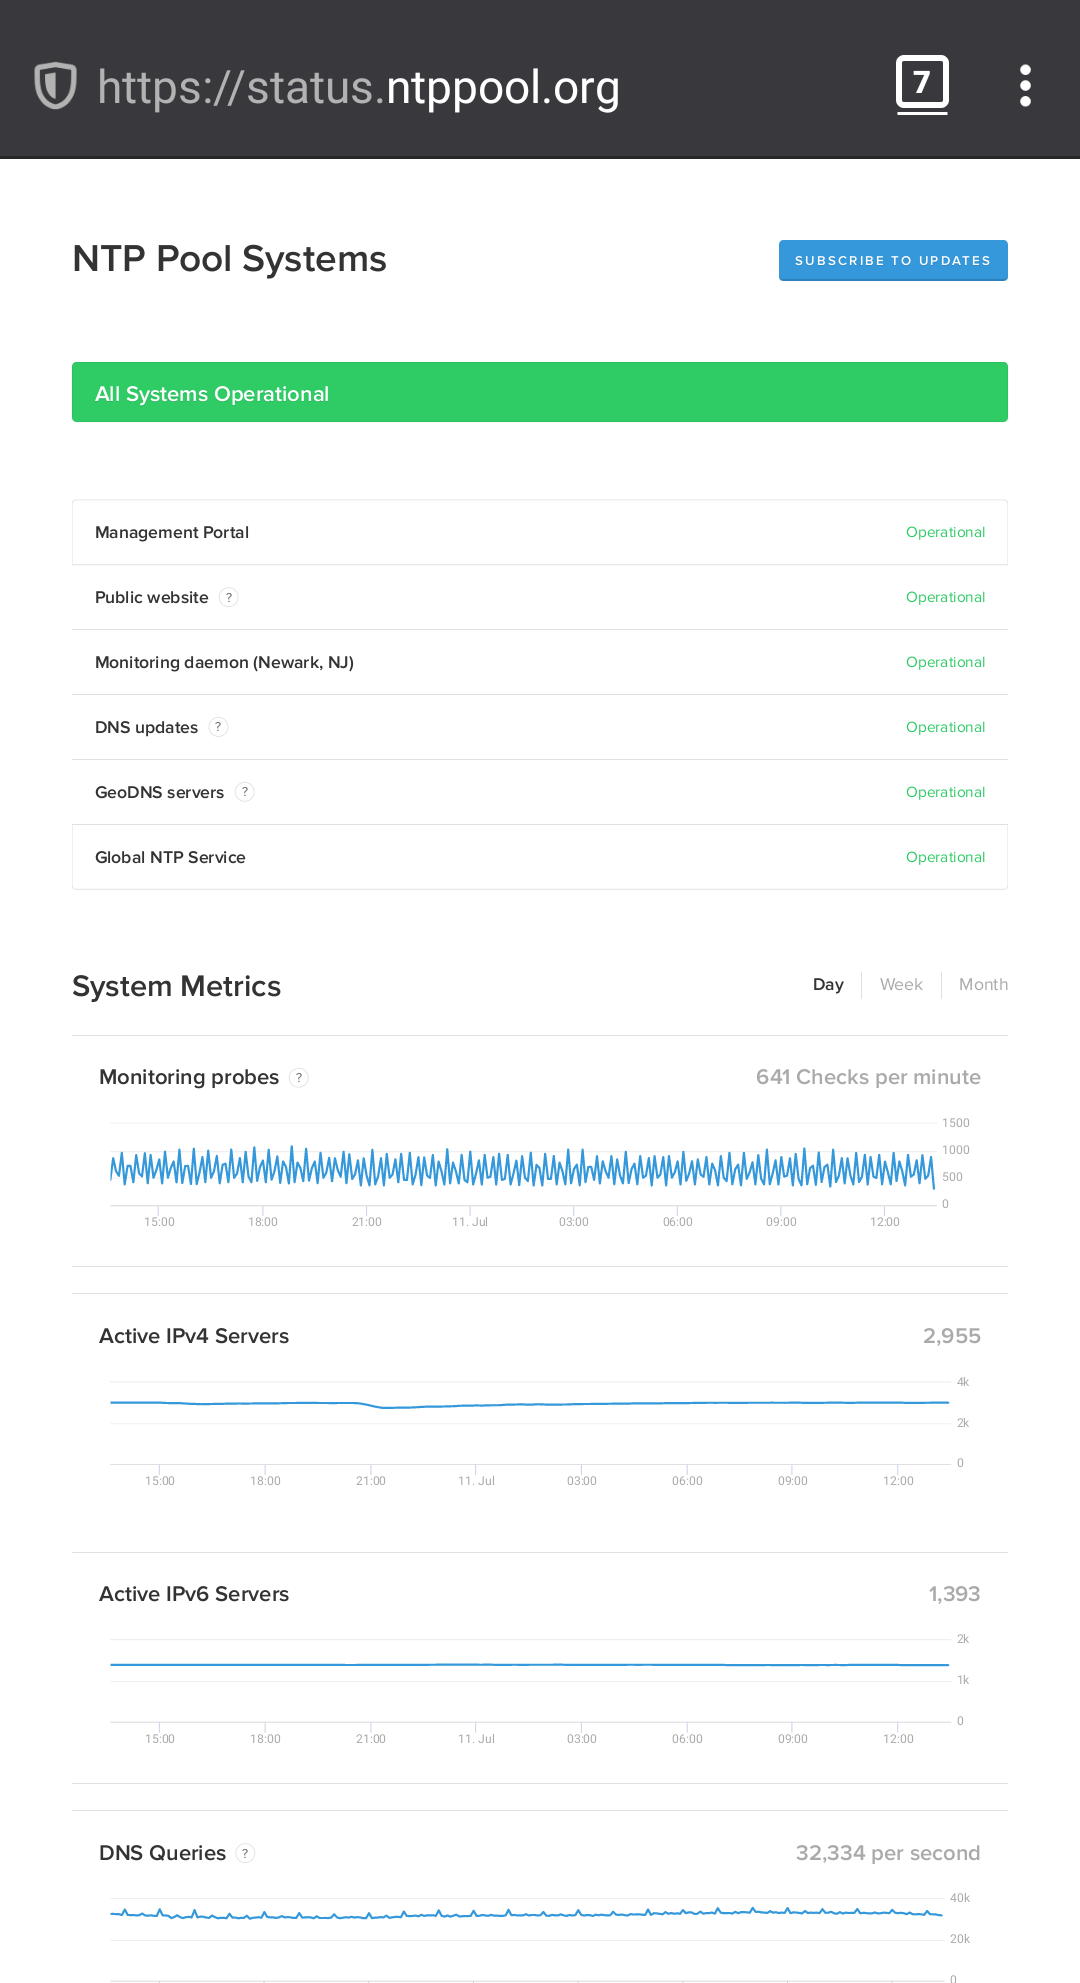 https://status.ntppool.org
7
NTP Pool Systems
SUBSCRIBE TO UPDATES
All Systems Operational
Management Portal Operational
Public website ? Operational
Monitoring daemon (Newark, NJ) Operational
DNS updates ? Operational
GeoDNS servers ? Operational
Global NTP Service Operational
System Metrics
Day Week Month
Monitoring probes ? 641 Checks per minute
1500
1000
500
0
15:00 18:00 21:00 11. Jul 03:00 06:00 09:00 12:00
Active IPv4 Servers 2,955
4k
2k
0
15:00 18:00 21:00 11. Jul 03:00 06:00 09:00 12:00
Active IPv6 Servers 1,393
2k
1k
0
15:00 18:00 21:00 11. Jul 03:00 06:00 09:00 12:00
DNS Queries ? 32,334 per second
40k
20k
0